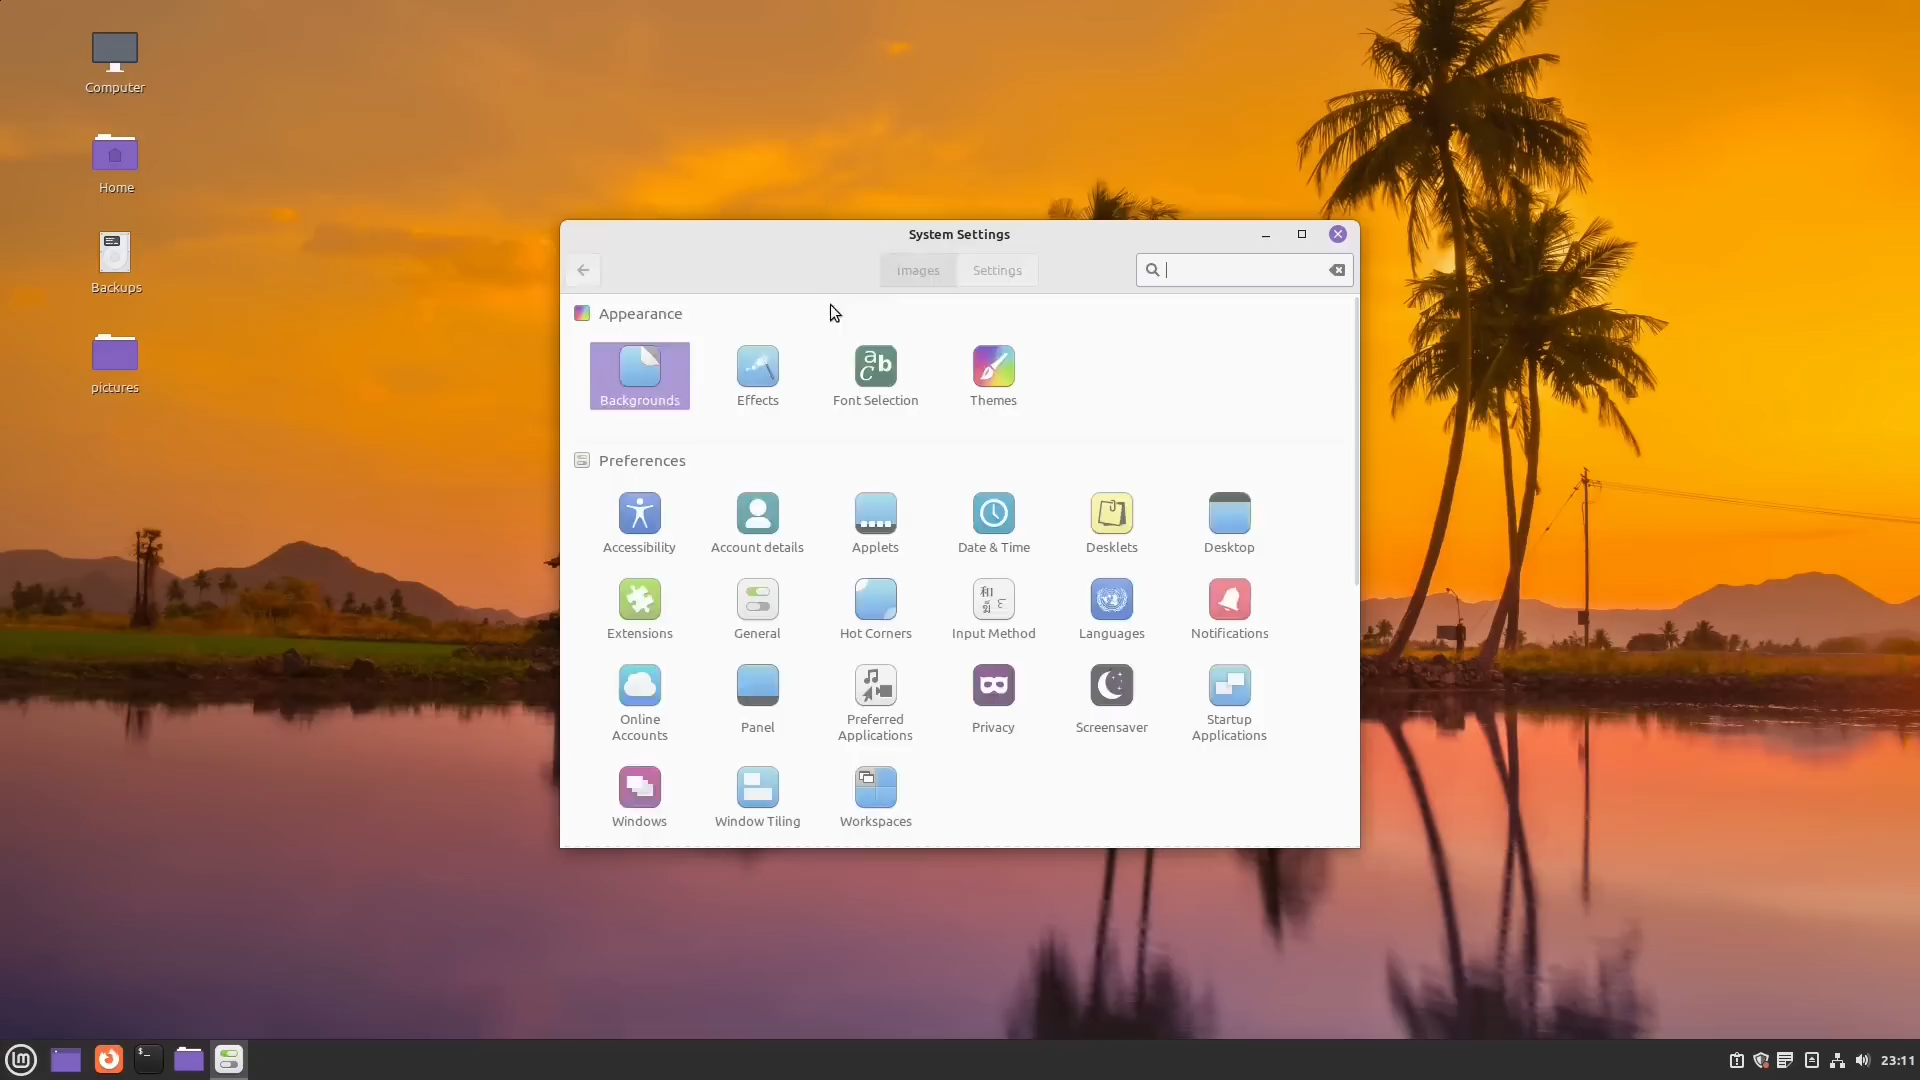 Computer
Home
Backups
pictures
System Settings
Images
Settings
Appearance
Backgrounds
Effects
Font Selection
Themes
Preferences
Accessibility
Account details
Applets
Date & Time
Desklets
Desktop
Extensions
General
Hot Corners
Input Method
Languages
Notifications
Online
Accounts
Panel
Preferred
Applications
Privacy
Screensaver
Startup
Applications
Windows
Window Tiling
Workspaces
23:11